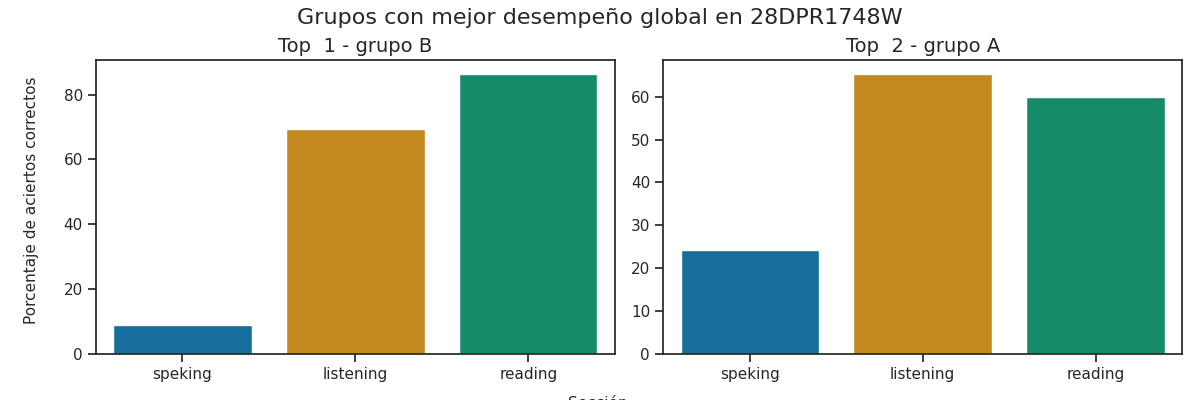 Grupos con mejor desempeño global en 28DPR1748W
Top 1 - grupo B
Porcentaje de aciertos correctos
80
60
40
20
0
speking listening reading
Top 2 - grupo A
60
50
40
30
20
10
0
speking listening reading
Sección